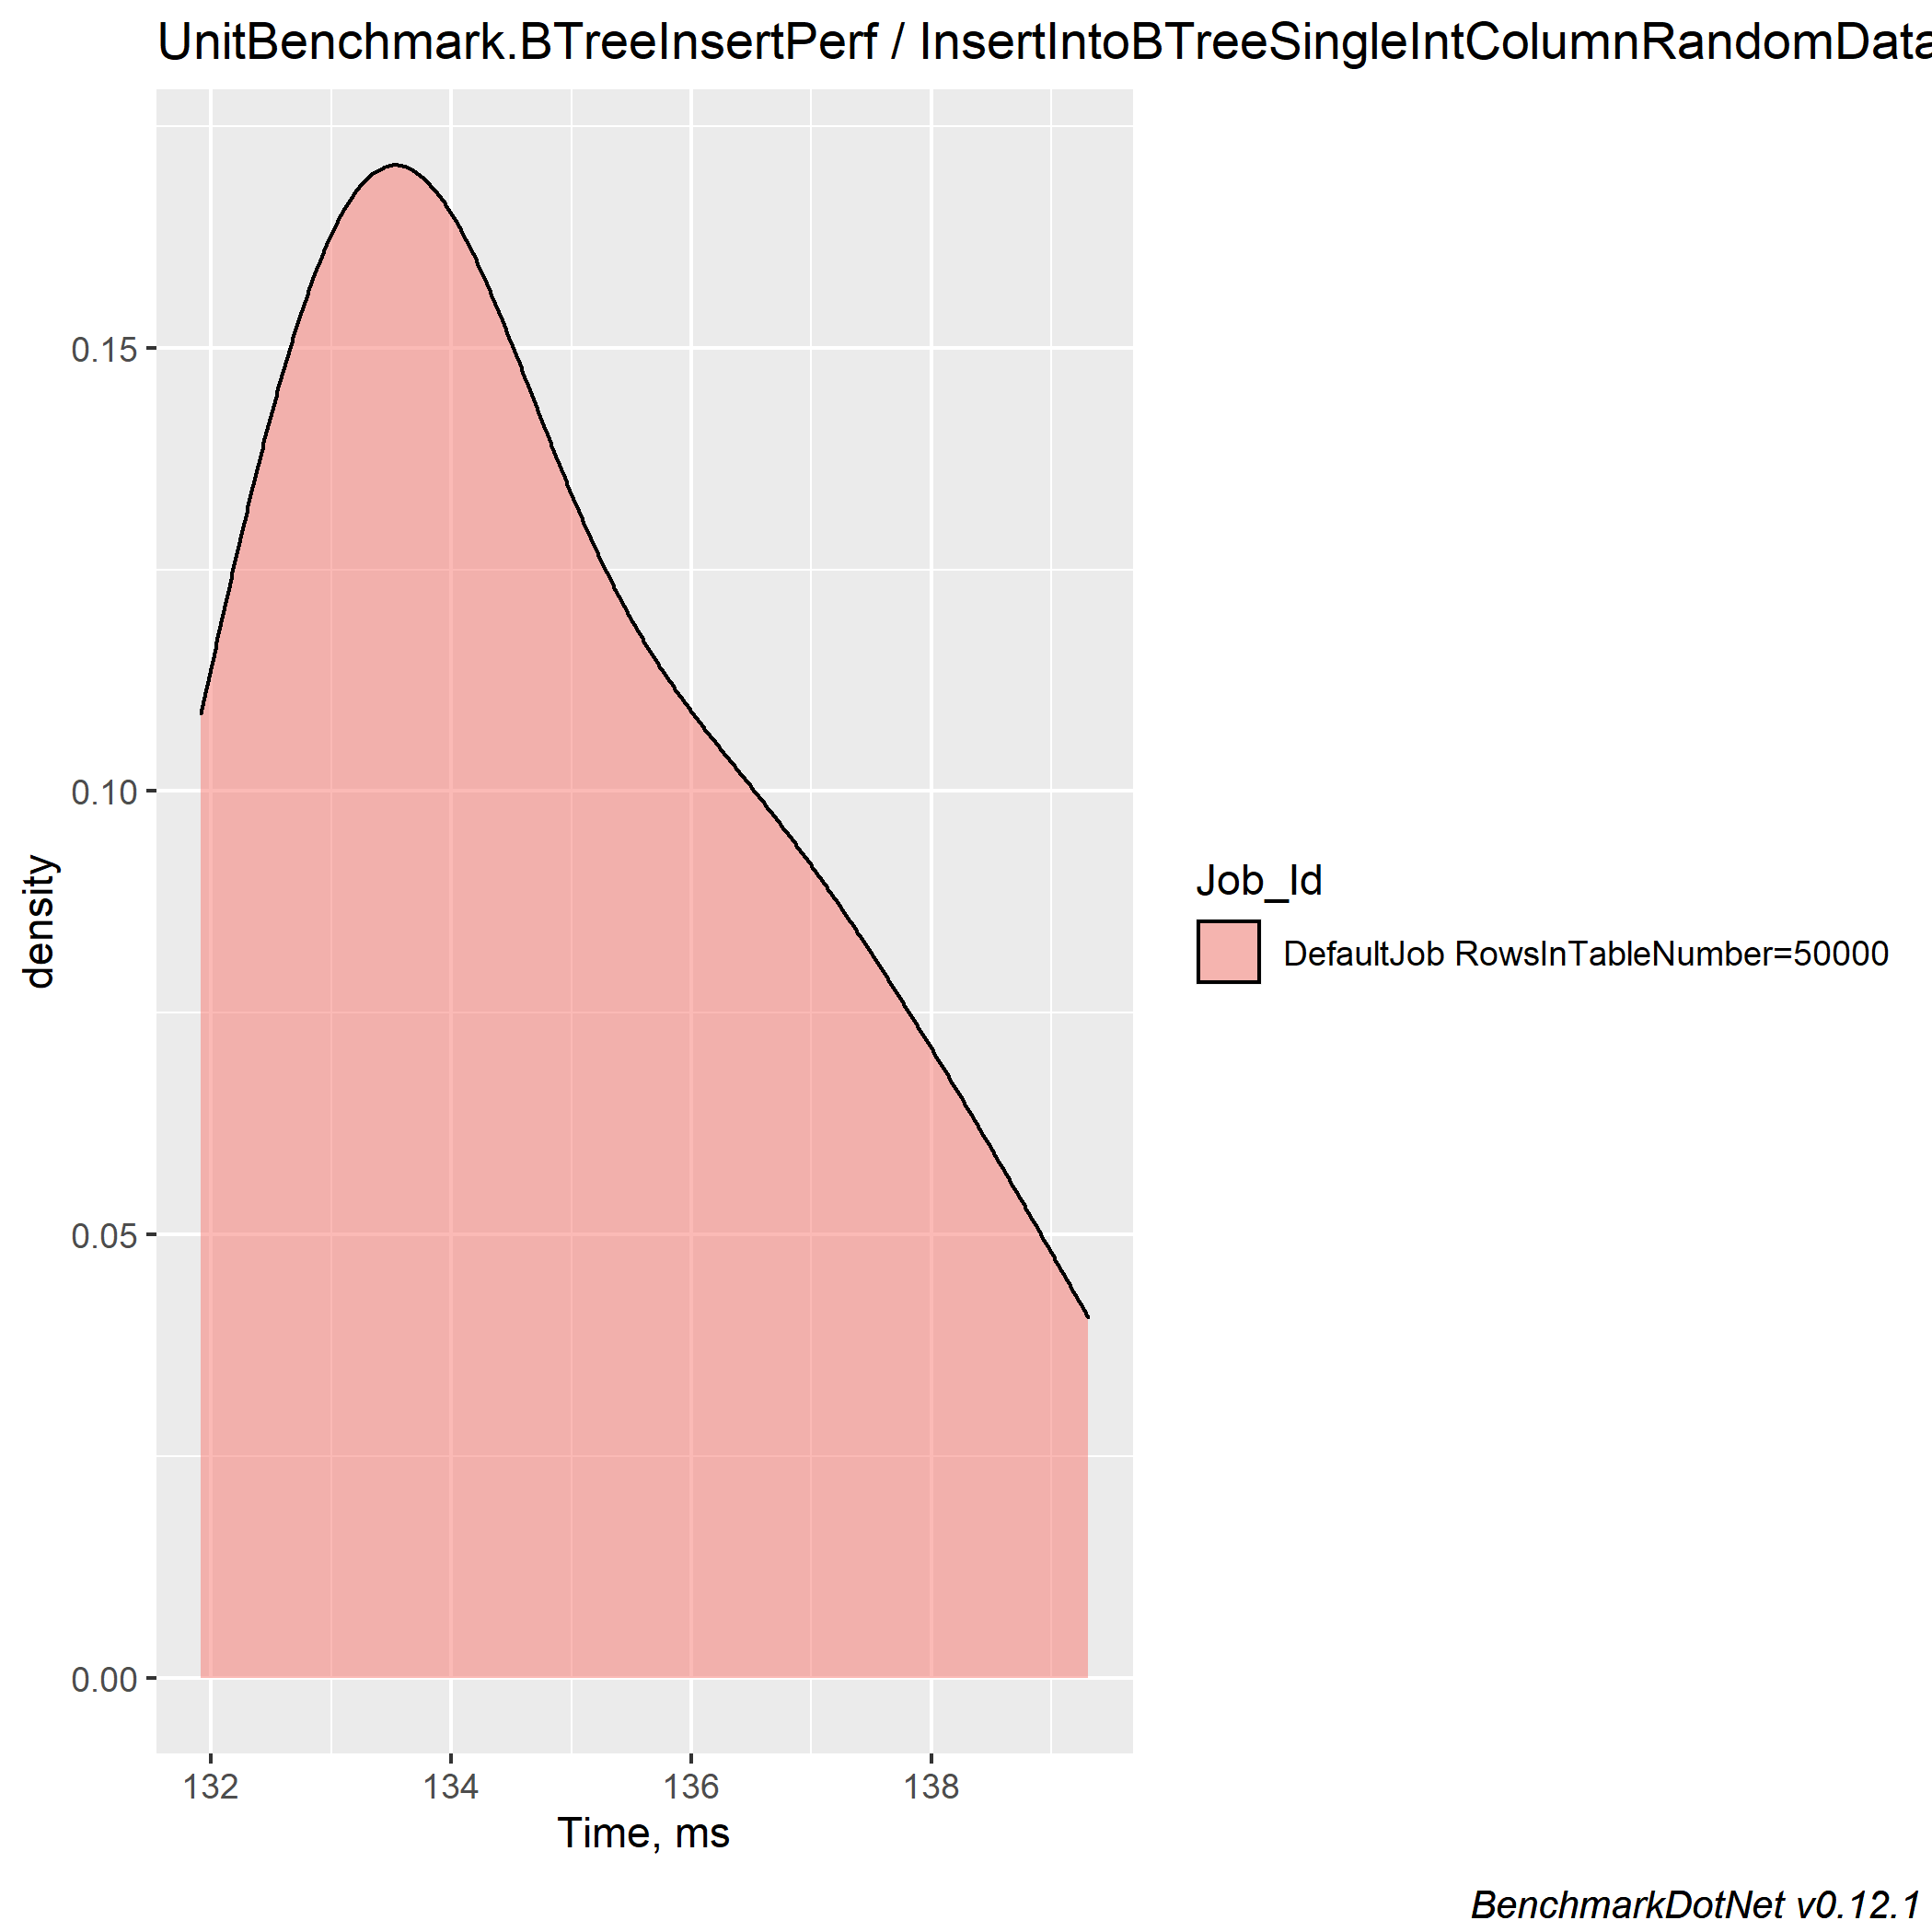 UnitBenchmark.BTreeInsertPerf / InsertIntoBTreeSingleIntColumnRandomData
0.15
0.10
0.05
0.00
density
132 134 136 138
Time, ms
Job_Id
DefaultJob RowsInTableNumber=50000
BenchmarkDotNet v0.12.1